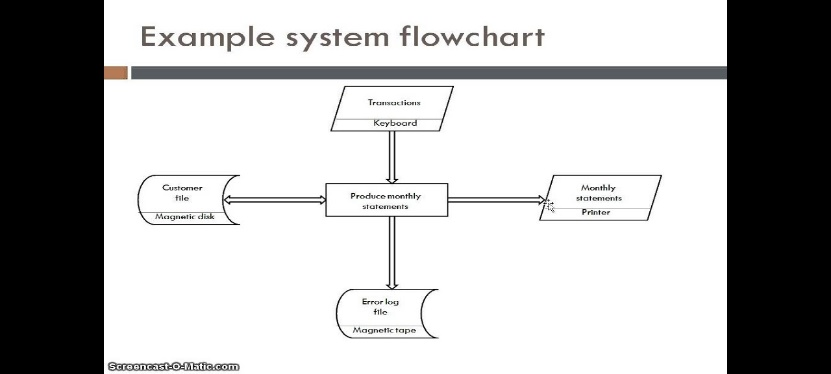 Example system flowchart
Transactions
Keyboard
Customer
file
Magnetic disk
Produce monthly
statements
Monthly
statements
Printer
Error log
file
Magnetic tape
Screencast-O-Matic.com